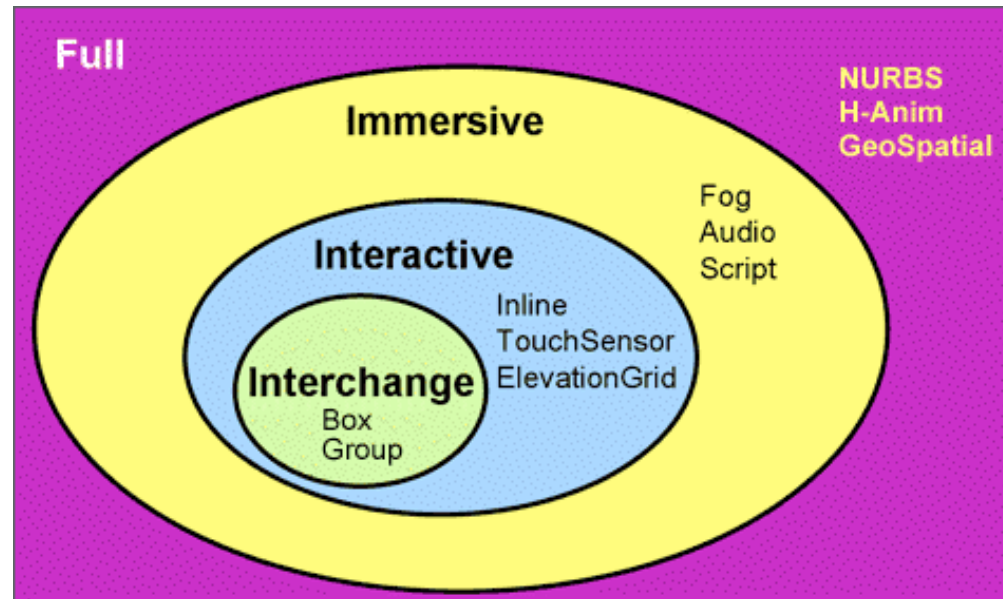 Full
NURBS
H-Anim
GeoSpatial
Immersive
Fog
Audio
Script
Interactive
Inline
TouchSensor
ElevationGrid
Interchange
Box
Group